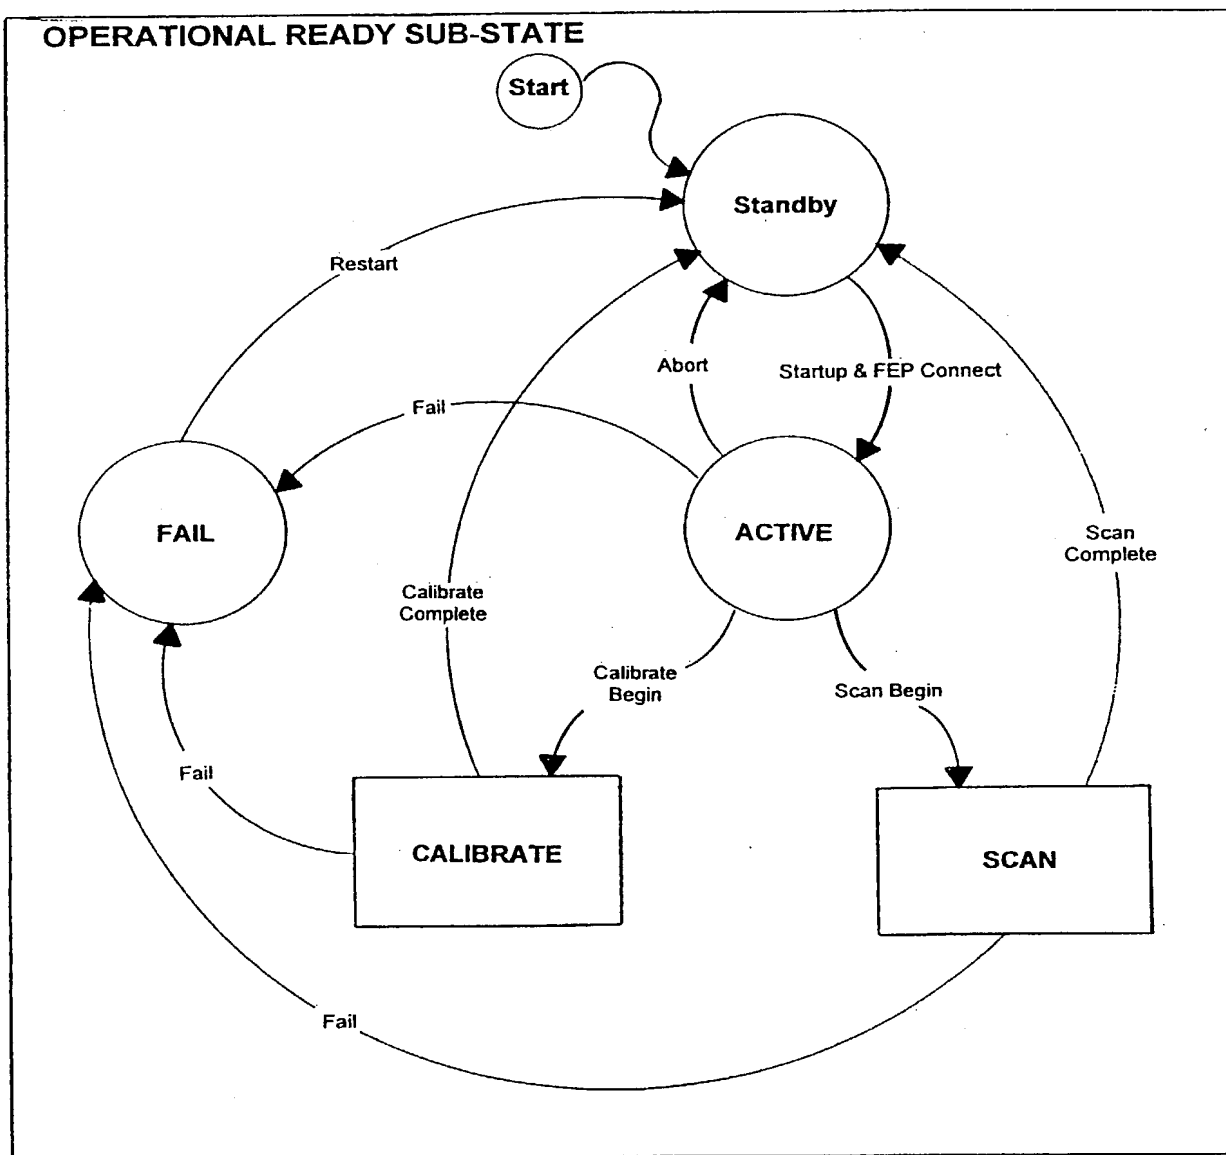 OPERATIONAL READY SUB-STATE
Start
Standby
Restart
Abort
Startup & FEP Connect
Fail
FAIL
ACTIVE
Scan
Complete
Calibrate
Complete
Calibrate
Begin
Scan Begin
Fail
CALIBRATE
SCAN
Fail